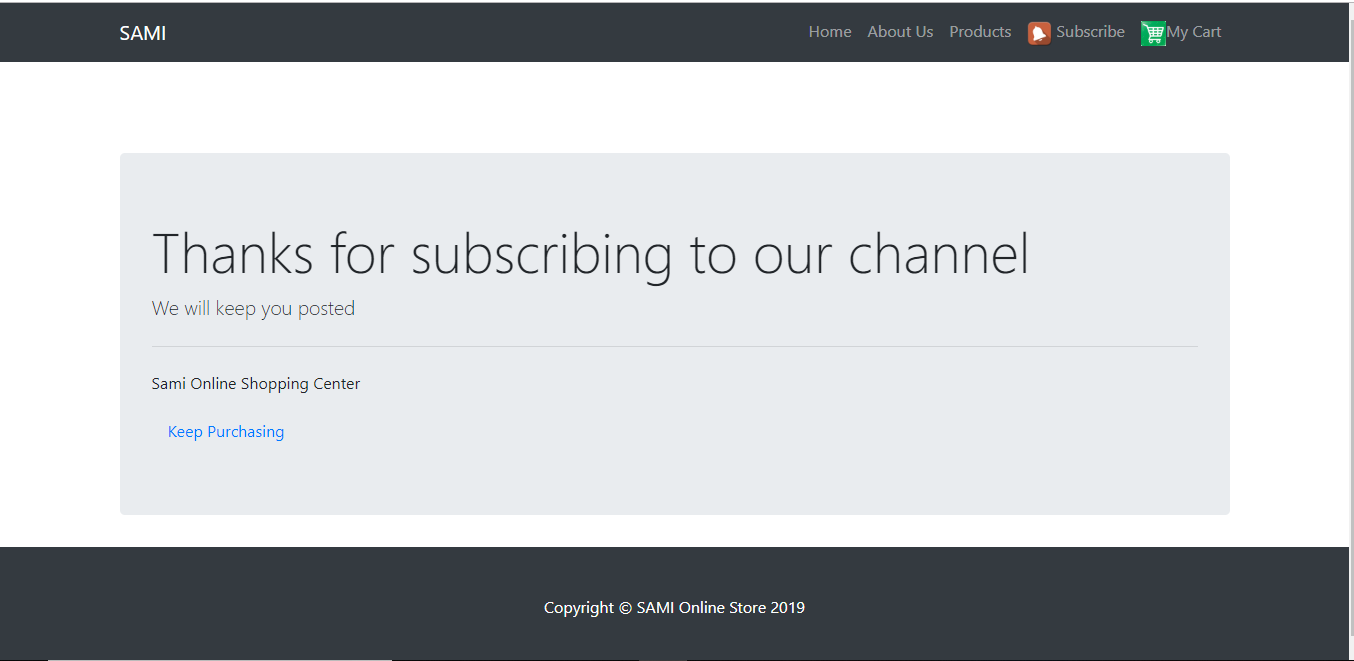 SAMI
Home About Us Products Subscribe My Cart
Thanks for subscribing to our channel
We will keep you posted
Sami Online Shopping Center
Keep Purchasing
Copyright © SAMI Online Store 2019